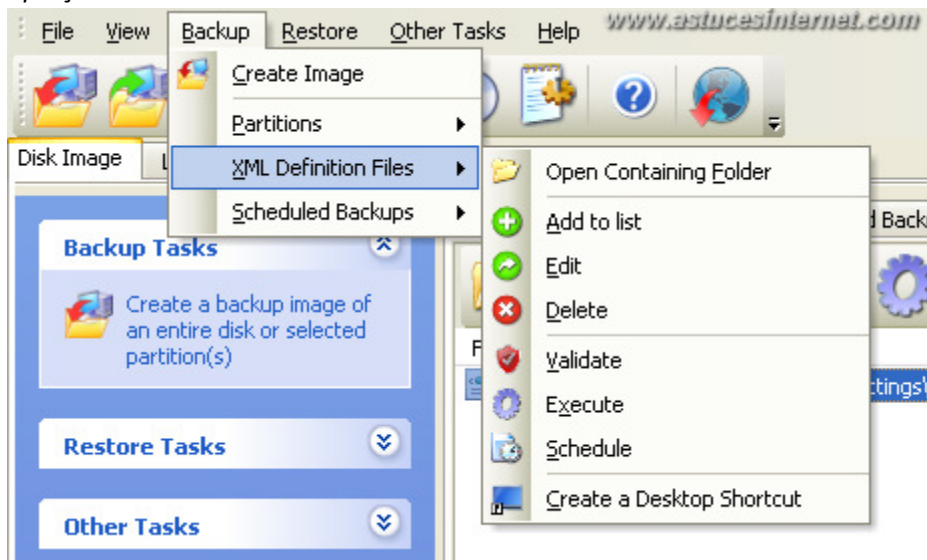 File View Backup Restore Other Tasks Help www.astucesinternet.com
Create Image
Partitions
Disk Image
XML Definition Files
Open Containing Folder
Scheduled Backups
Add to list
Backup Tasks
Edit
Create a backup image of
an entire disk or selected
partition(s)
Delete
Validate
Execute
Restore Tasks
Schedule
Create a Desktop Shortcut
Other Tasks